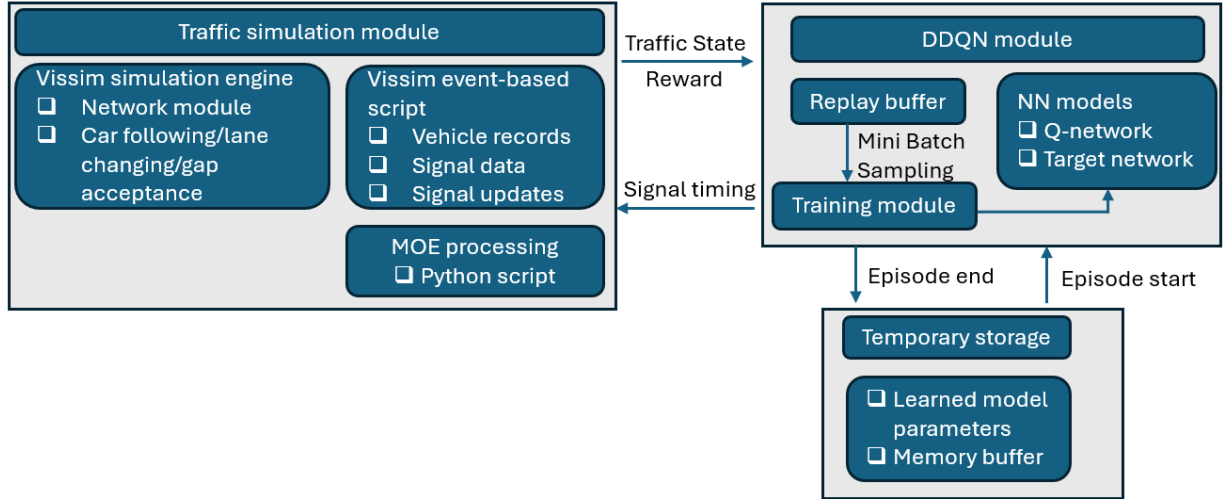 Traffic simulation module
Vissim simulation engine
❑ Network module
❑ Car following/lane
changing/gap
acceptance
Vissim event-based
script
❑ Vehicle records
❑ Signal data
❑ Signal updates
MOE processing
❑ Python script
Traffic State
Reward
Signal timing
DDQN module
Replay buffer
Mini Batch
Sampling
Training module
NN models
❑ Q-network
❑ Target network
Episode end
Episode start
Temporary storage
❑ Learned model
parameters
❑ Memory buffer